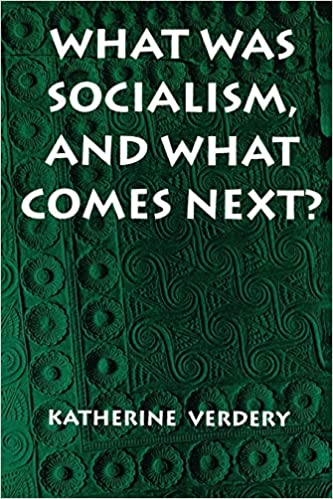 WHAT WAS
SOCIALISM,
AND WHAT
COMES NEXT?
KATHERINE VERDERY